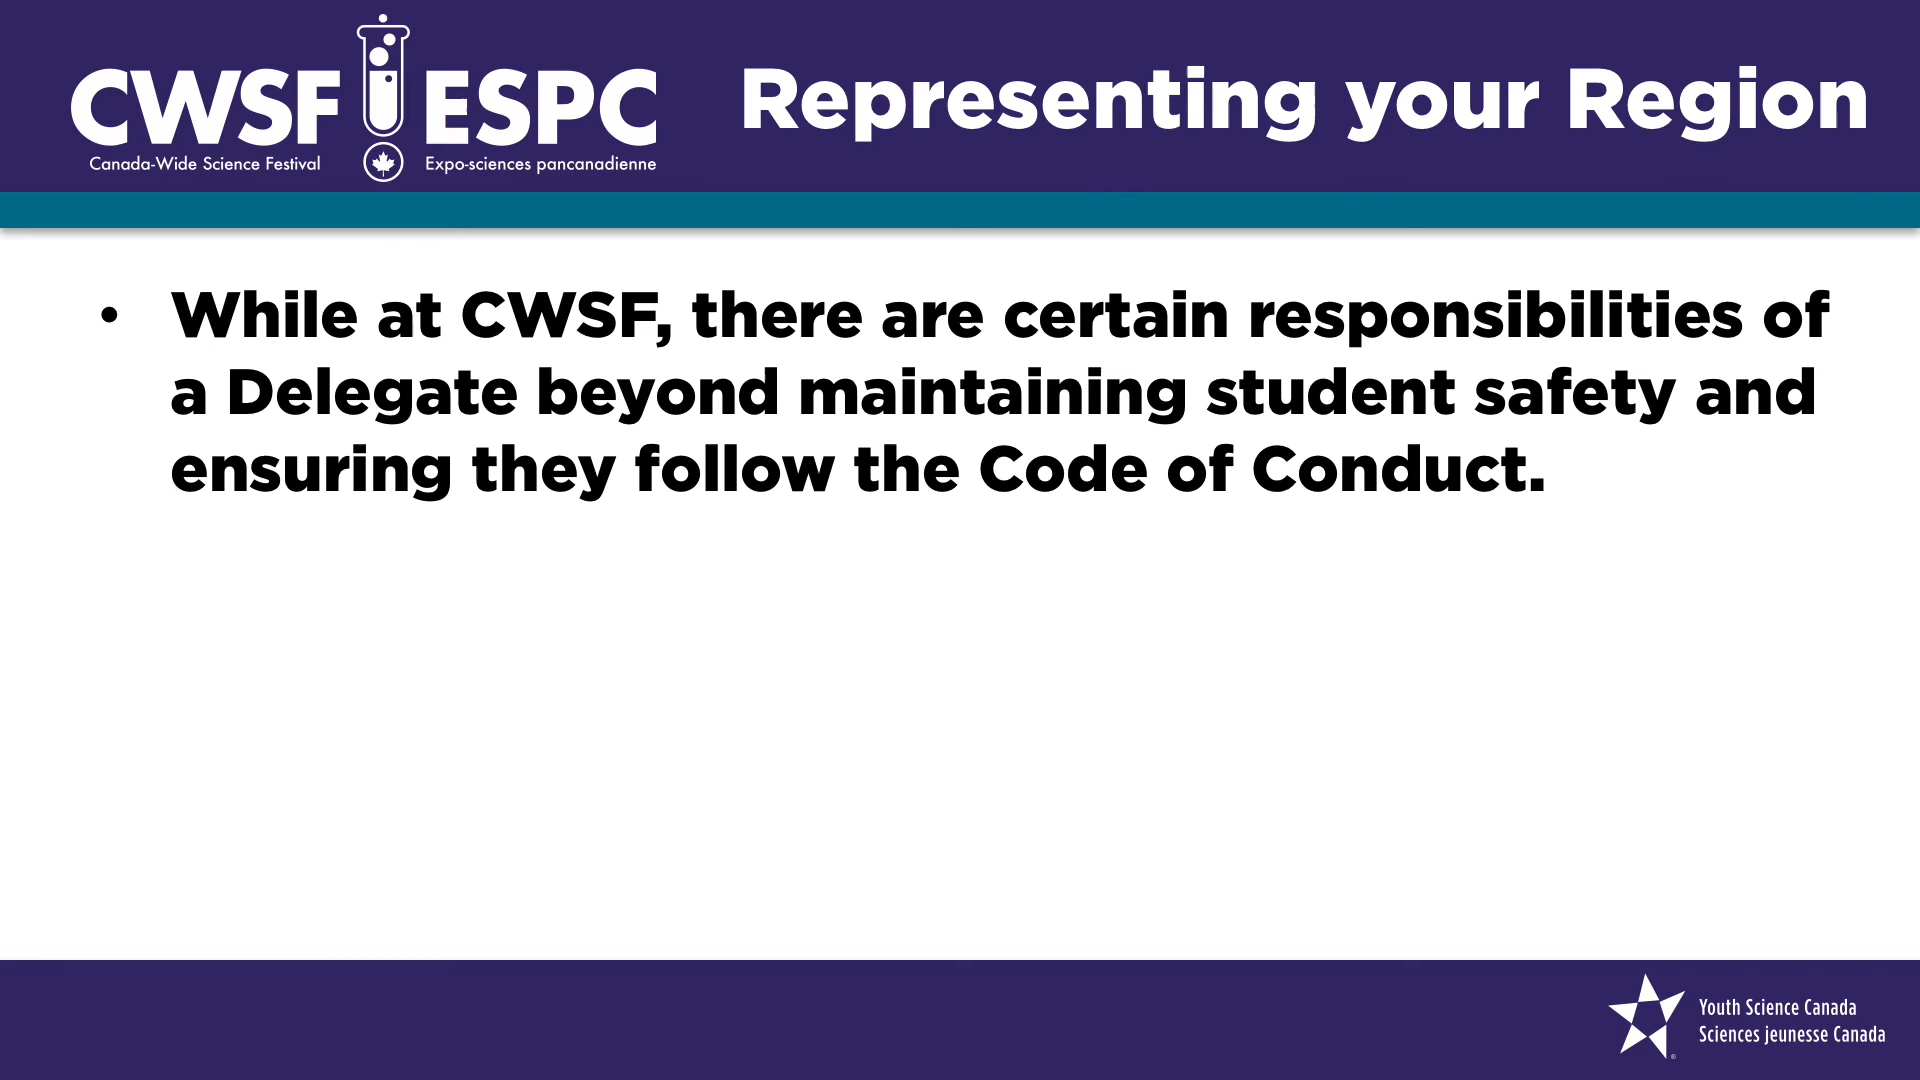 CWSF ESPC
Canada-Wide Science Festival
Expo-sciences pancanadienne
Representing your Region
• While at CWSF, there are certain responsibilities of
a Delegate beyond maintaining student safety and
ensuring they follow the Code of Conduct.
Youth Science Canada
Sciences jeunesse Canada
®